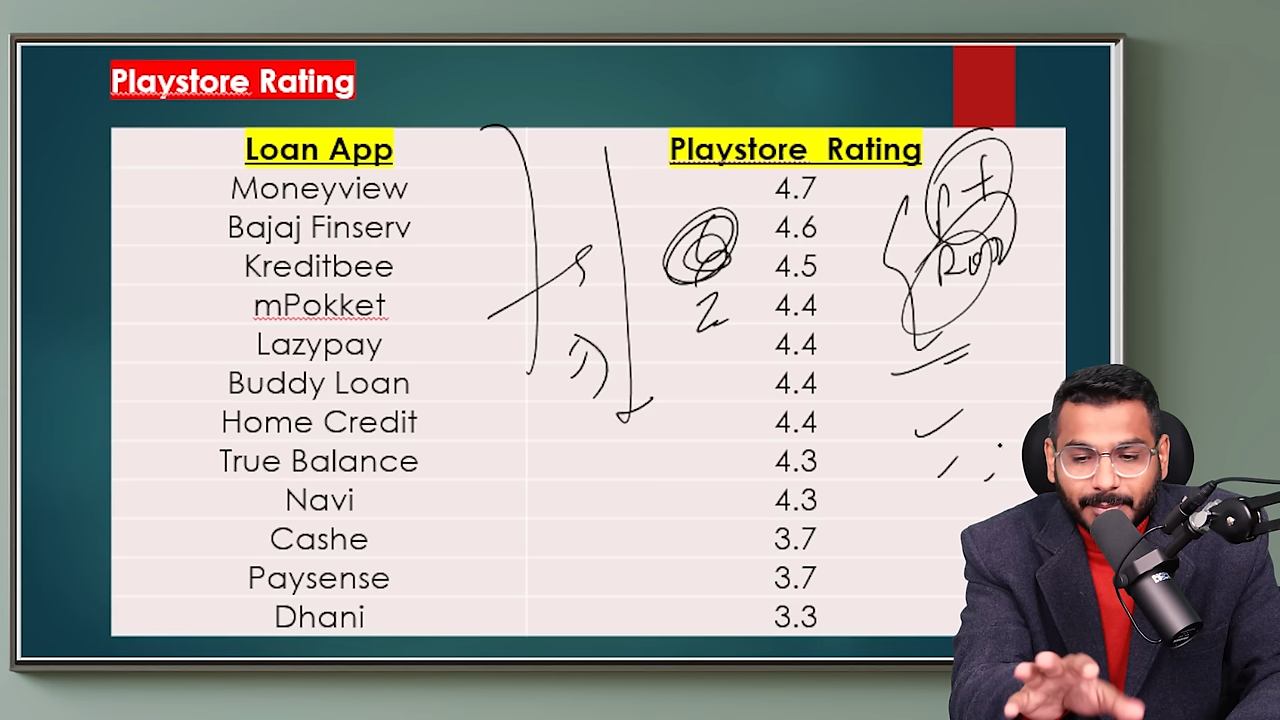 Playstore Rating
Loan App Playstore Rating
Moneyview 4.7
Bajaj Finserv 4.6
Kreditbee 4.5
mPokket 4.4
Lazypay 4.4
Buddy Loan 4.4
Home Credit 4.4
True Balance 4.3
Navi 4.3
Cashe 3.7
Paysense 3.7
Dhani 3.3